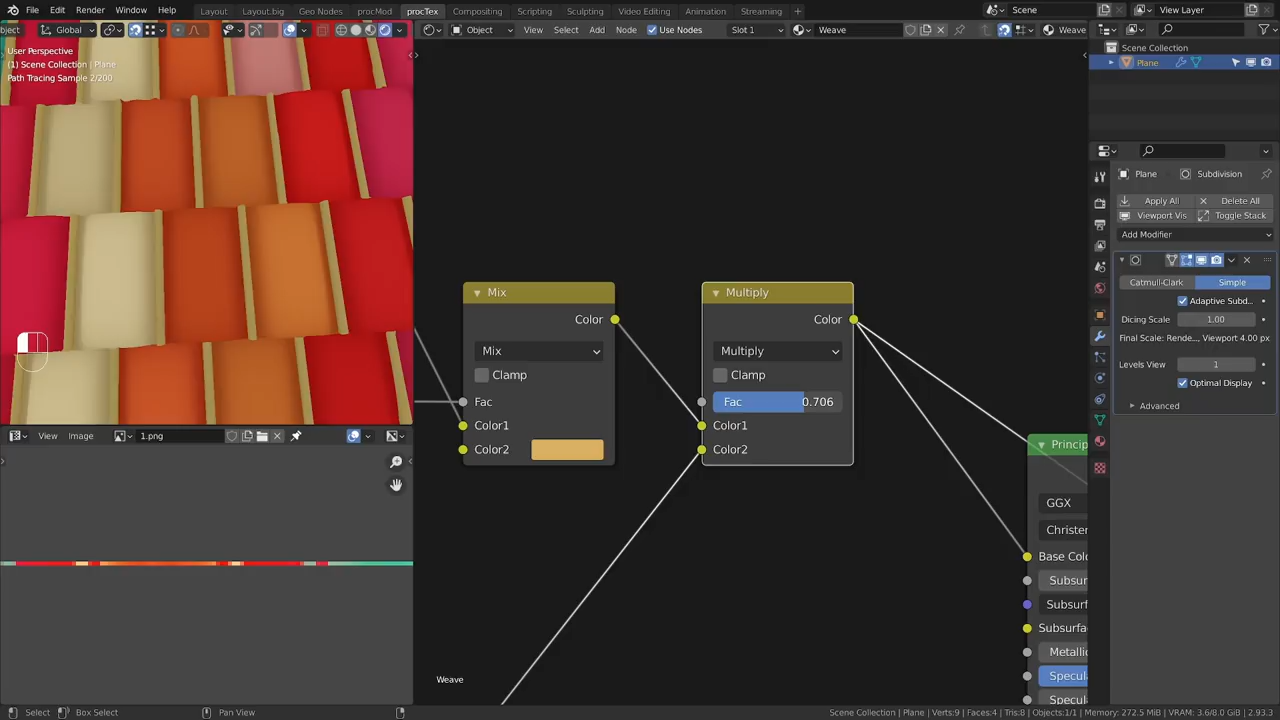 File Edit Render Window Help Layout Layout.big Geo Nodes procMod procTex Compositing Scripting UV Editing Video Editing Animation Streaming + Scene View Layer
bject Global Object View Select Add Node Use Nodes Slot 1 Weave Weave
User Perspective
(1) Scene Collection | Plane
Path Tracing Sample 2/200
Scene Collection
Plane
Plane Subdivision
Apply All Delete All
Viewport Vis Toggle Stack
Add Modifier
Catmull-Clark Simple
Adaptive Subd...
Dicing Scale 1.00
Final Scale: Rende..., Viewport 4.00 px
Levels View 1
Optimal Display
Advanced
Mix
Color
Mix
Clamp
Fac
Color1
Color2
Multiply
Color
Multiply
Clamp
Fac 0.706
Color1
Color2
Princip
GGX
Christer
Base Colo
Subsur
Subsurf
Subsurfa
Metallic
Specul
Specul
View Image 1.png
Weave
Select Box Select Pan View Scene Collection | Plane | Verts:9 | Faces:4 | Tris:8 | Objects:1/1 | Memory: 272.5 MiB | VRAM: 3.6/8.0 GiB | 2.93.3